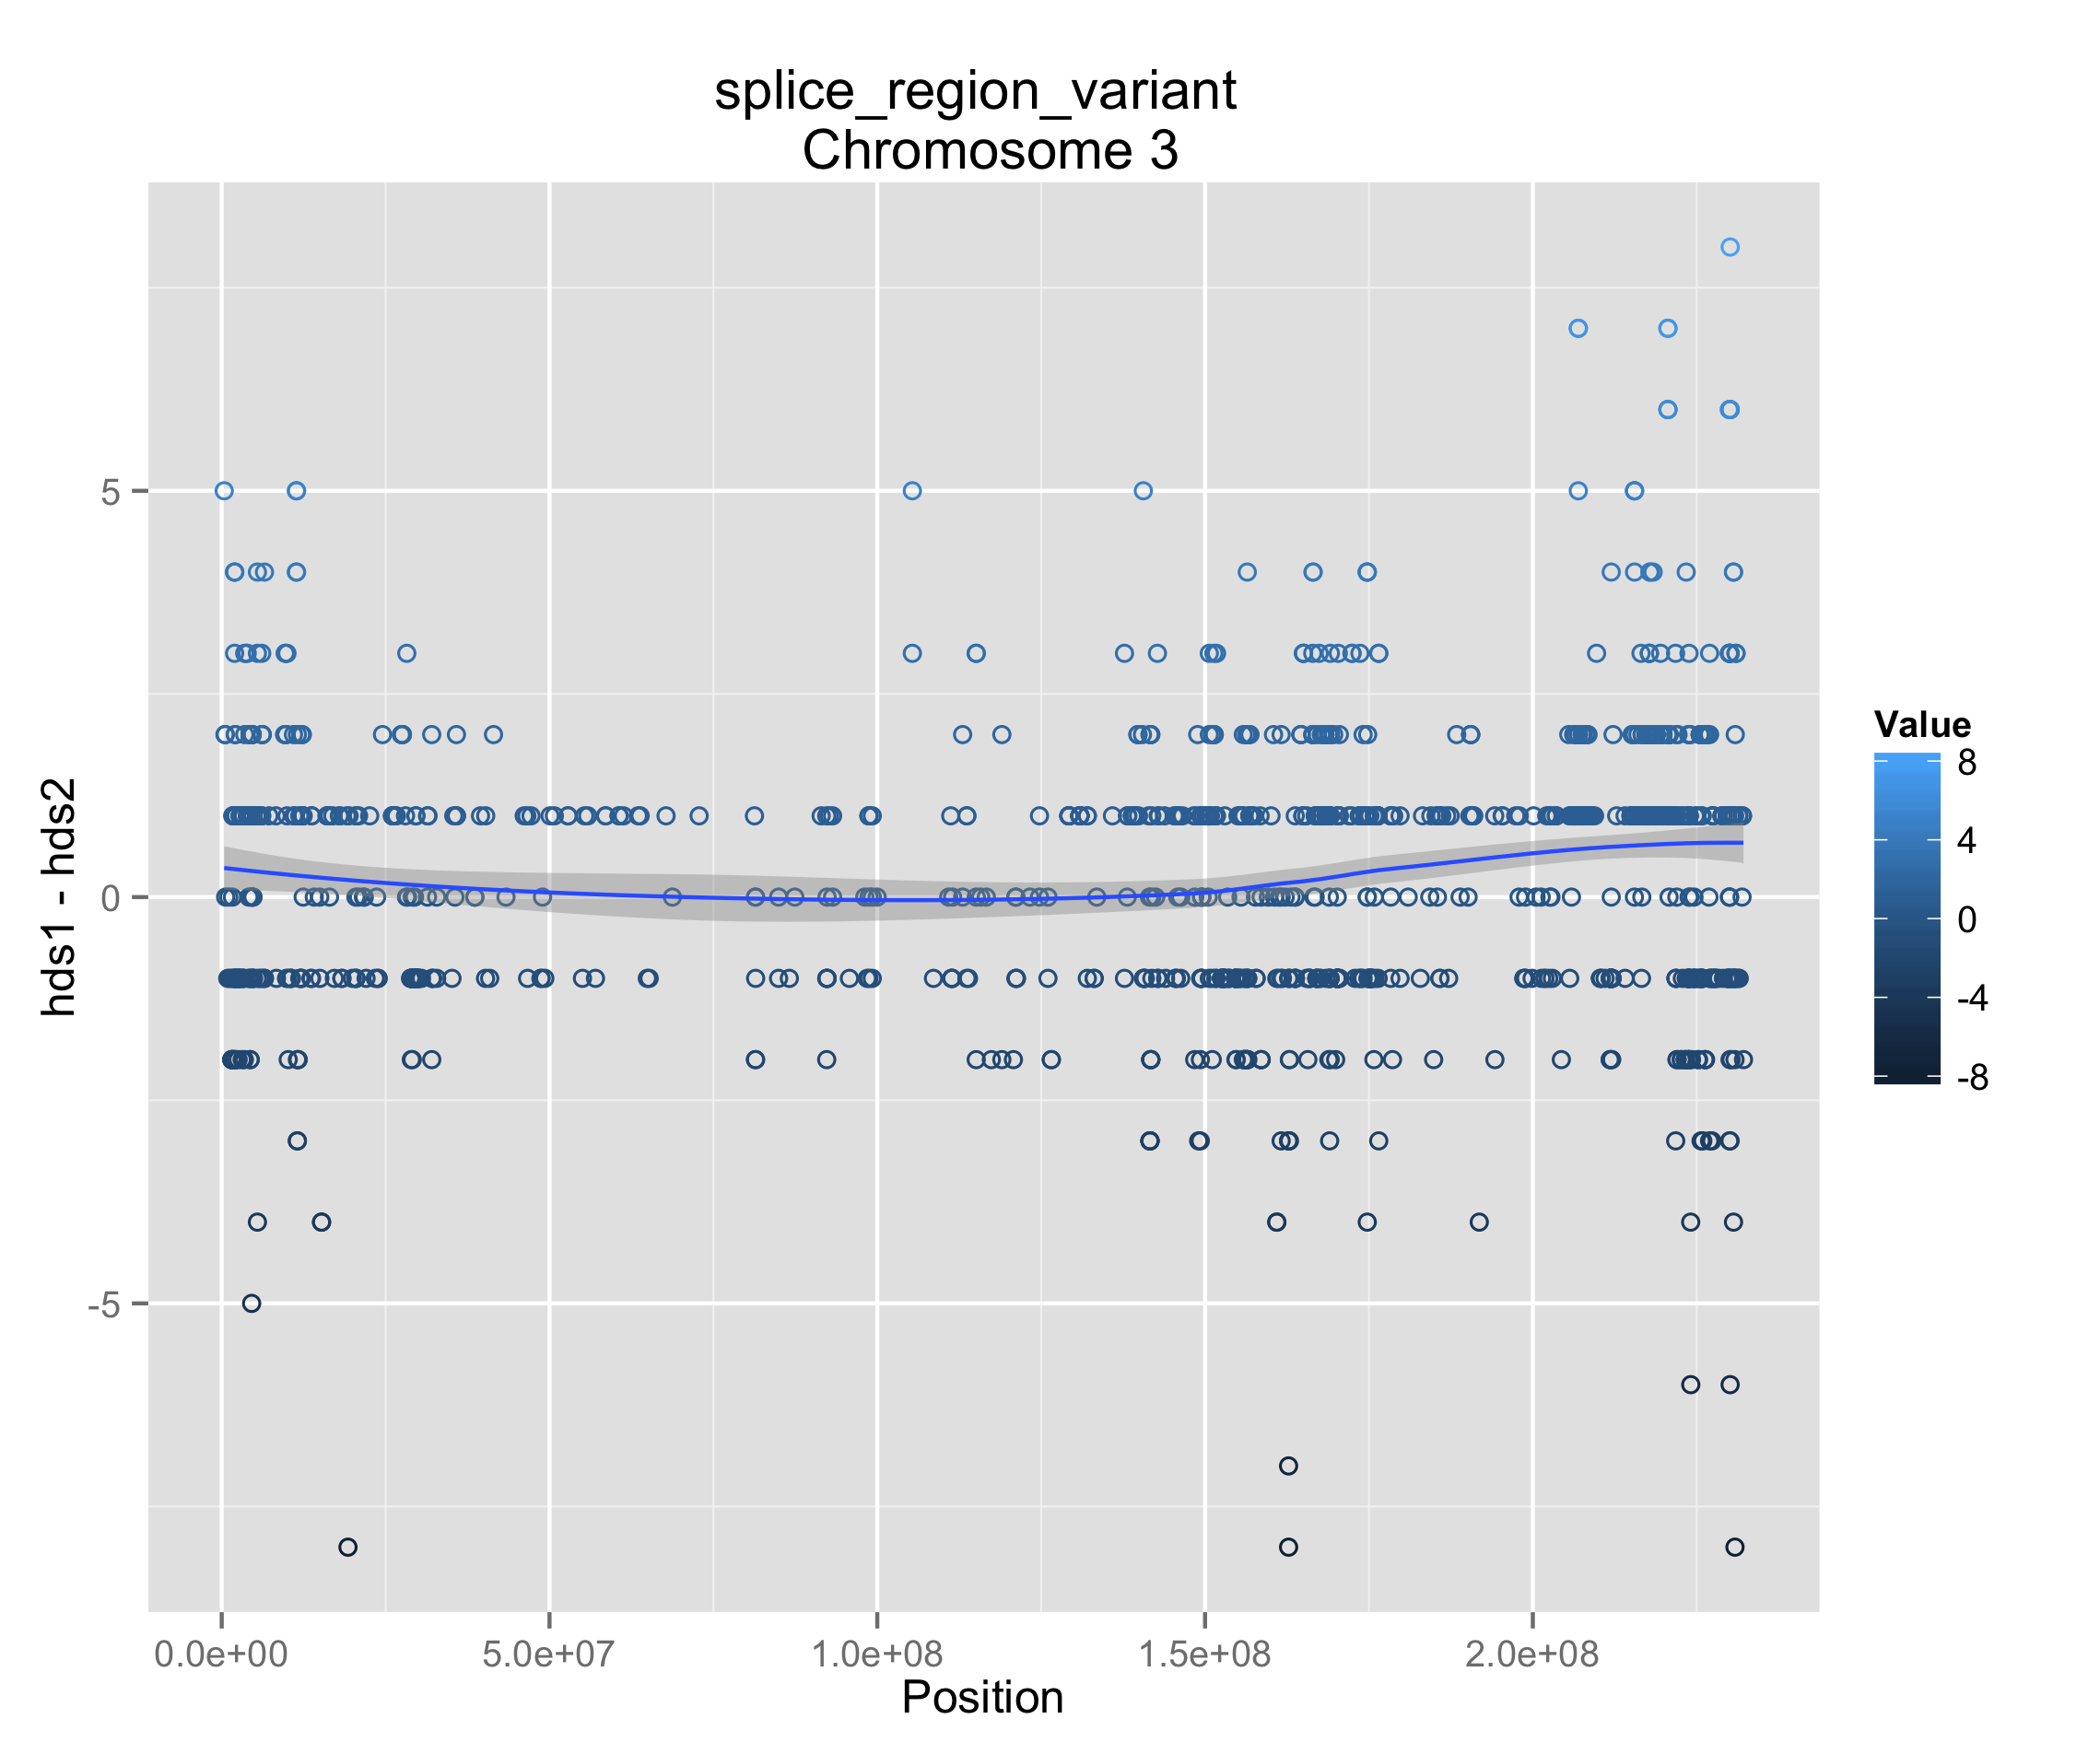 splice_region_variant
Chromosome 3
hds1 - hds2
5
0
-5
0.0e+00 5.0e+07 1.0e+08 1.5e+08 2.0e+08
Position
Value
8
4
0
-4
-8